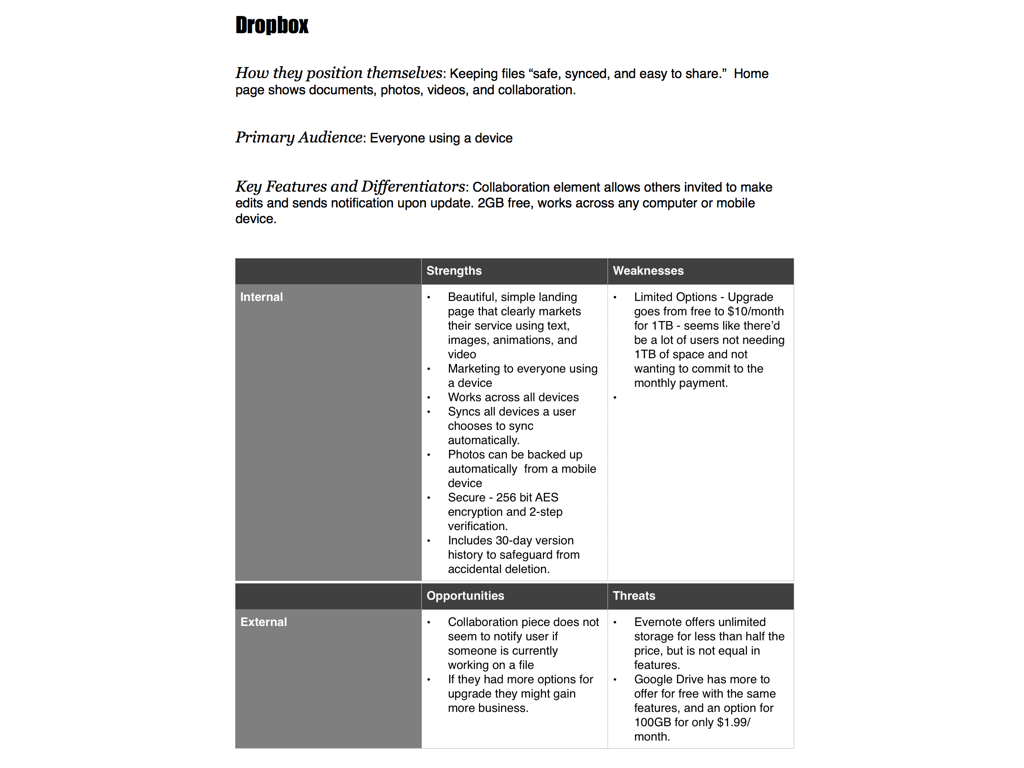 Dropbox
How they position themselves: Keeping files “safe, synced, and easy to share.”  Home
page shows documents, photos, videos, and collaboration.
Primary Audience: Everyone using a device
Key Features and Differentiators: Collaboration element allows others invited to make
edits and sends notification upon update. 2GB free, works across any computer or mobile
device.
Strengths
Weaknesses
Internal
• Beautiful, simple landing
page that clearly markets
their service using text,
images, animations, and
video
• Marketing to everyone using
a device
• Works across all devices
• Syncs all devices a user
chooses to sync
automatically.
• Photos can be backed up
automatically  from a mobile
device
• Secure - 256 bit AES
encryption and 2-step
verification.
• Includes 30-day version
history to safeguard from
accidental deletion.
• Limited Options - Upgrade
goes from free to $10/month
for 1TB - seems like there’d
be a lot of users not needing
1TB of space and not
wanting to commit to the
monthly payment.
•
Opportunities
Threats
External
• Collaboration piece does not
seem to notify user if
someone is currently
working on a file
• If they had more options for
upgrade they might gain
more business.
• Evernote offers unlimited
storage for less than half the
price, but is not equal in
features.
• Google Drive has more to
offer for free with the same
features, and an option for
100GB for only $1.99/
month.